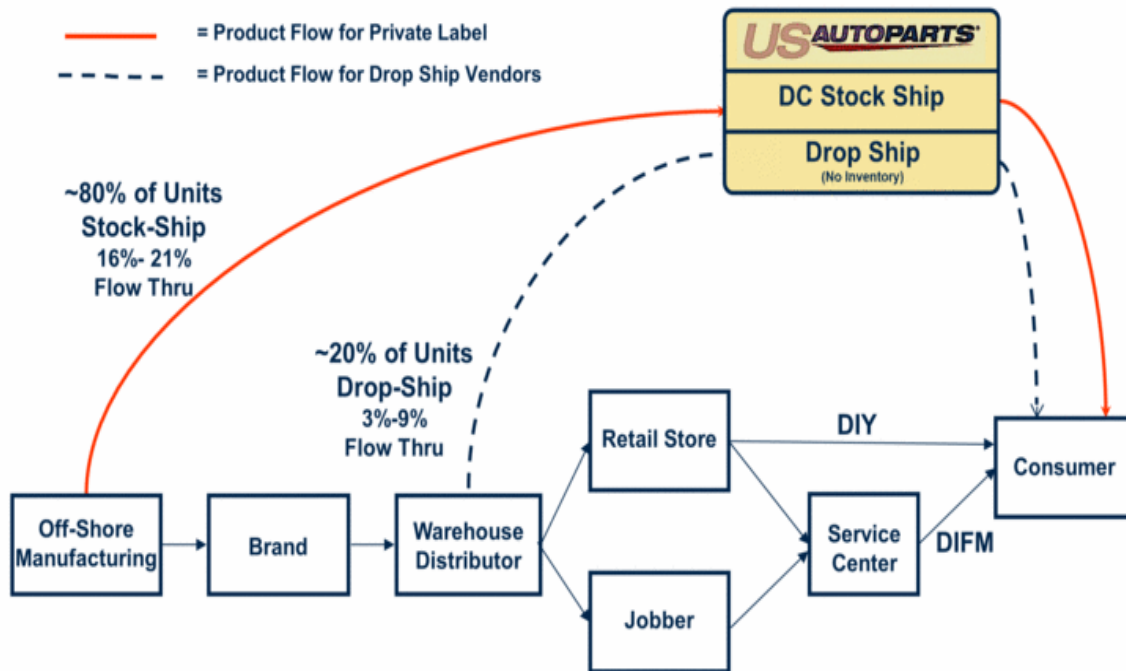 = Product Flow for Private Label
= Product Flow for Drop Ship Vendors
USAUTOPARTS®
DC Stock Ship
Drop Ship
(No Inventory)
~80% of Units
Stock-Ship
16%- 21%
Flow Thru
~20% of Units
Drop-Ship
3%-9%
Flow Thru
Off-Shore
Manufacturing
Brand
Warehouse
Distributor
Retail Store
Jobber
DIY
Service
Center
DIFM
Consumer